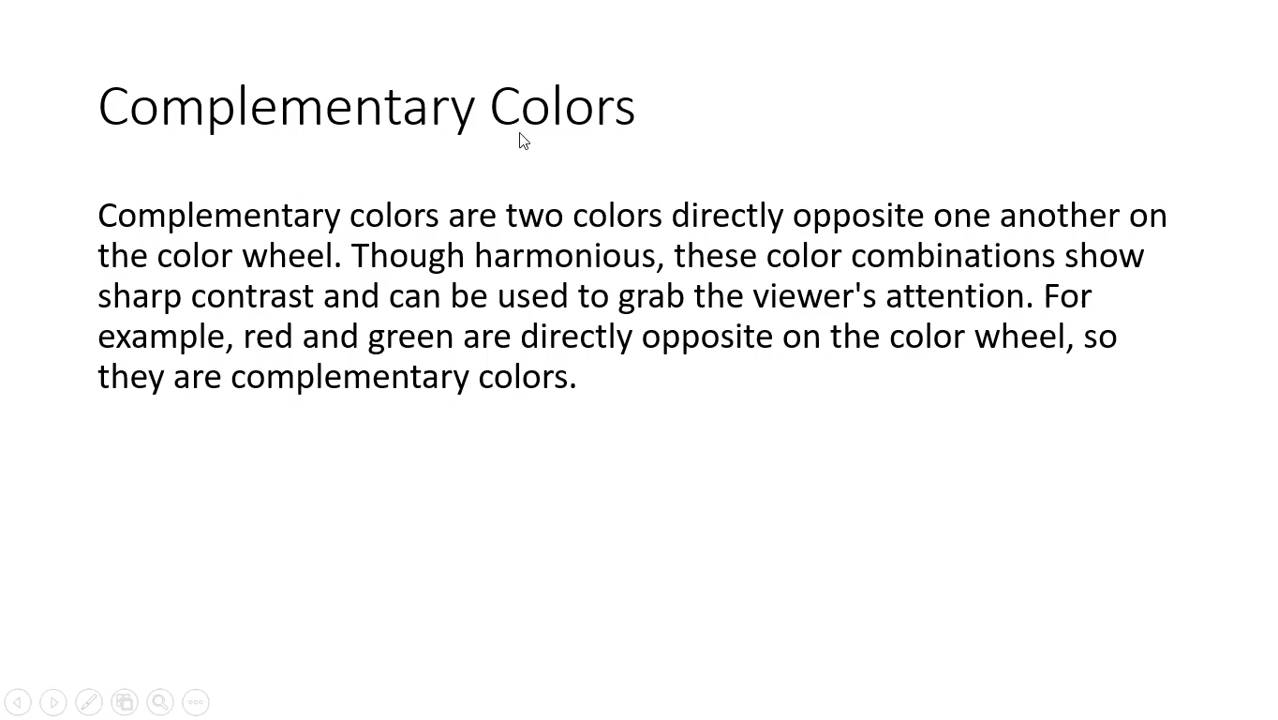 Complementary Colors
Complementary colors are two colors directly opposite one another on
the color wheel. Though harmonious, these color combinations show
sharp contrast and can be used to grab the viewer's attention. For
example, red and green are directly opposite on the color wheel, so
they are complementary colors.